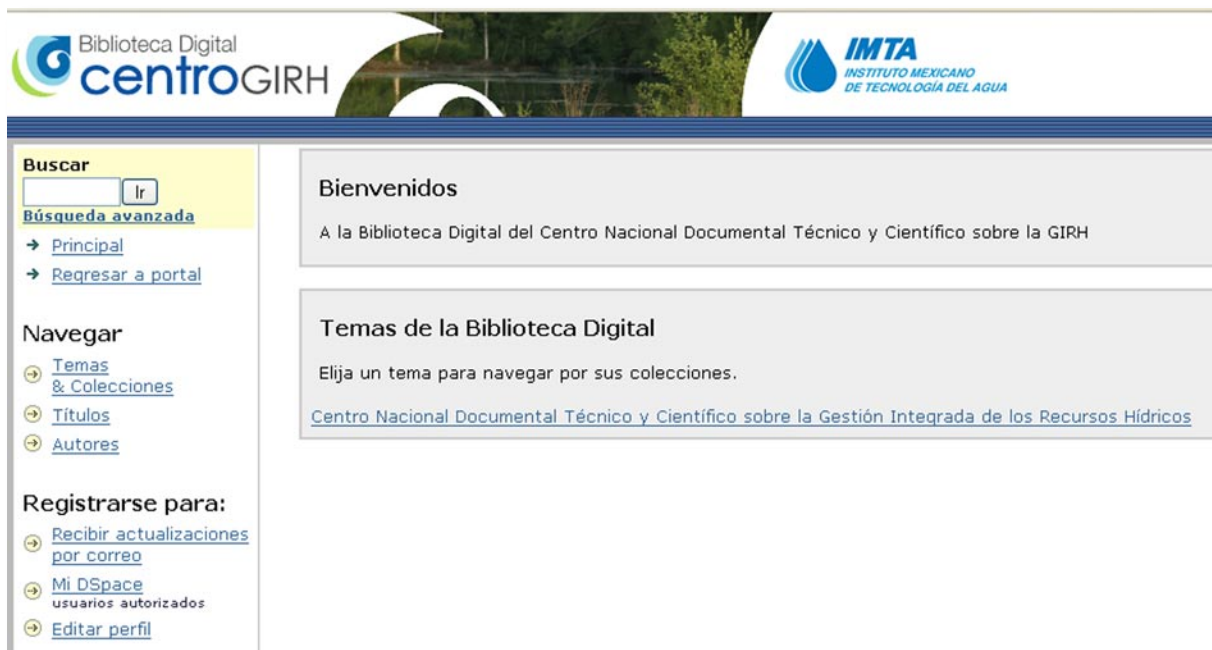 Biblioteca Digital
centroGIRH
IMTA
INSTITUTO MEXICANO
DE TECNOLOGÍA DEL AGUA
Buscar
Ir
Búsqueda avanzada
Principal
Regresar a portal
Navegar
Temas
& Colecciones
Títulos
Autores
Registrarse para:
Recibir actualizaciones
por correo
Mi DSpace
usuarios autorizados
Editar perfil
Bienvenidos
A la Biblioteca Digital del Centro Nacional Documental Técnico y Científico sobre la GIRH
Temas de la Biblioteca Digital
Elija un tema para navegar por sus colecciones.
Centro Nacional Documental Técnico y Científico sobre la Gestión Integrada de los Recursos Hídricos